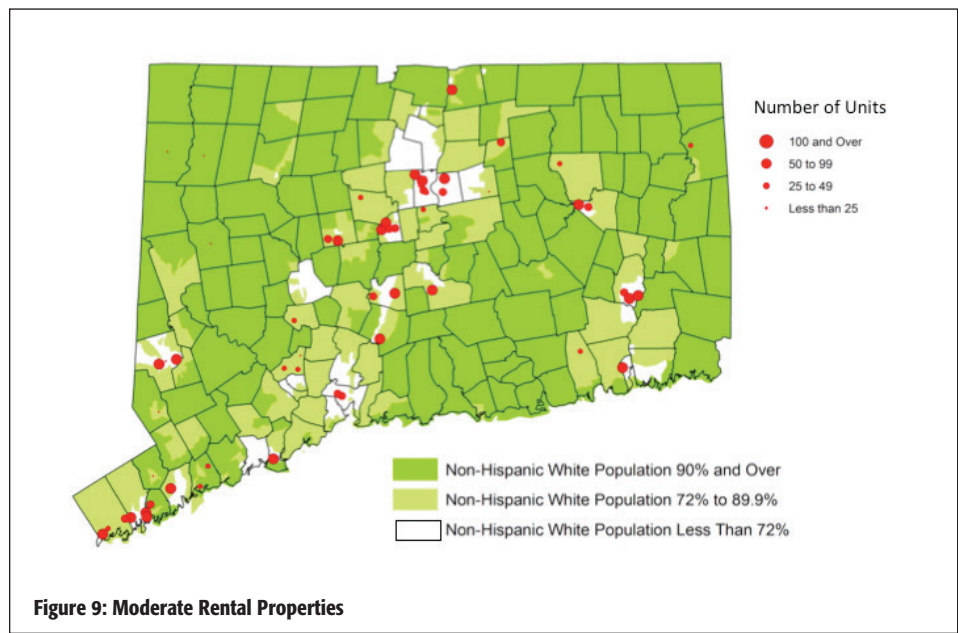 Number of Units
100 and Over
50 to 99
25 to 49
Less than 25
Non-Hispanic White Population 90% and Over
Non-Hispanic White Population 72% to 89.9%
Non-Hispanic White Population Less Than 72%
Figure 9: Moderate Rental Properties